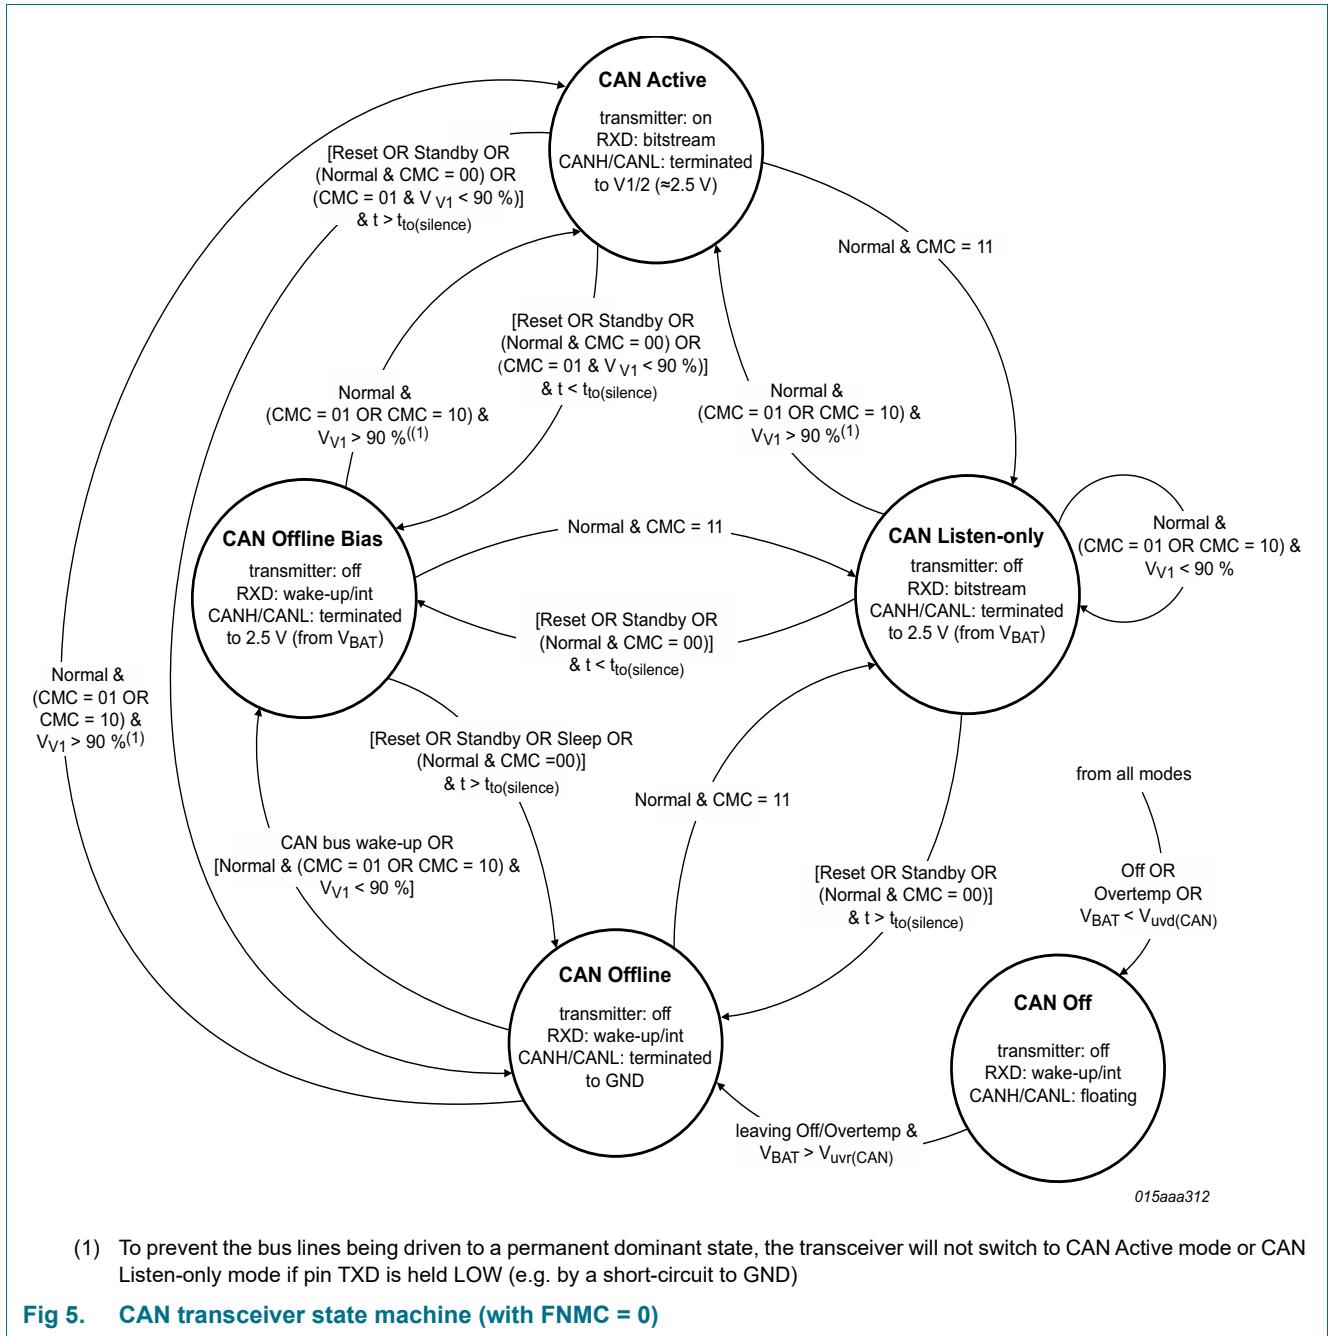 CAN Active
transmitter: on
RXD: bitstream
CANH/CANL: terminated
to V1/2 (≈2.5 V)
[Reset OR Standby OR
(Normal & CMC = 00) OR
(CMC = 01 & V V1 < 90 %)]
& t > tto(silence)
Normal & CMC = 11
[Reset OR Standby OR
(Normal & CMC = 00) OR
(CMC = 01 & V V1 < 90 %)]
& t < tto(silence)
Normal &
(CMC = 01 OR CMC = 10) &
VV1 > 90 %((1)
Normal &
(CMC = 01 OR CMC = 10) &
VV1 > 90 %(1)
CAN Offline Bias
transmitter: off
RXD: wake-up/int
CANH/CANL: terminated
to 2.5 V (from VBAT)
Normal & CMC = 11
CAN Listen-only
transmitter: off
RXD: bitstream
CANH/CANL: terminated
to 2.5 V (from VBAT)
Normal &
(CMC = 01 OR CMC = 10) &
VV1 < 90 %
[Reset OR Standby OR
(Normal & CMC = 00)]
& t < tto(silence)
Normal &
(CMC = 01 OR
CMC = 10) &
VV1 > 90 %(1)
[Reset OR Standby OR Sleep OR
(Normal & CMC =00)]
& t > tto(silence)
Normal & CMC = 11
from all modes
CAN bus wake-up OR
[Normal & (CMC = 01 OR CMC = 10) &
VV1 < 90 %]
[Reset OR Standby OR
(Normal & CMC = 00)]
& t > tto(silence)
Off OR
Overtemp OR
VBAT < Vuvd(CAN)
CAN Offline
transmitter: off
RXD: wake-up/int
CANH/CANL: terminated
to GND
CAN Off
transmitter: off
RXD: wake-up/int
CANH/CANL: floating
leaving Off/Overtemp &
VBAT > Vuvr(CAN)
015aaa312
(1) To prevent the bus lines being driven to a permanent dominant state, the transceiver will not switch to CAN Active mode or CAN
Listen-only mode if pin TXD is held LOW (e.g. by a short-circuit to GND)
Fig 5. CAN transceiver state machine (with FNMC = 0)